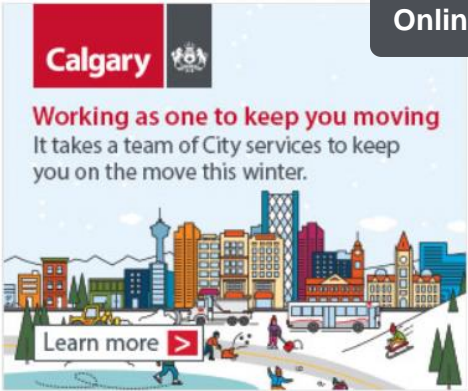 Onlin
Calgary
Working as one to keep you moving
It takes a team of City services to keep
you on the move this winter.
Learn more >